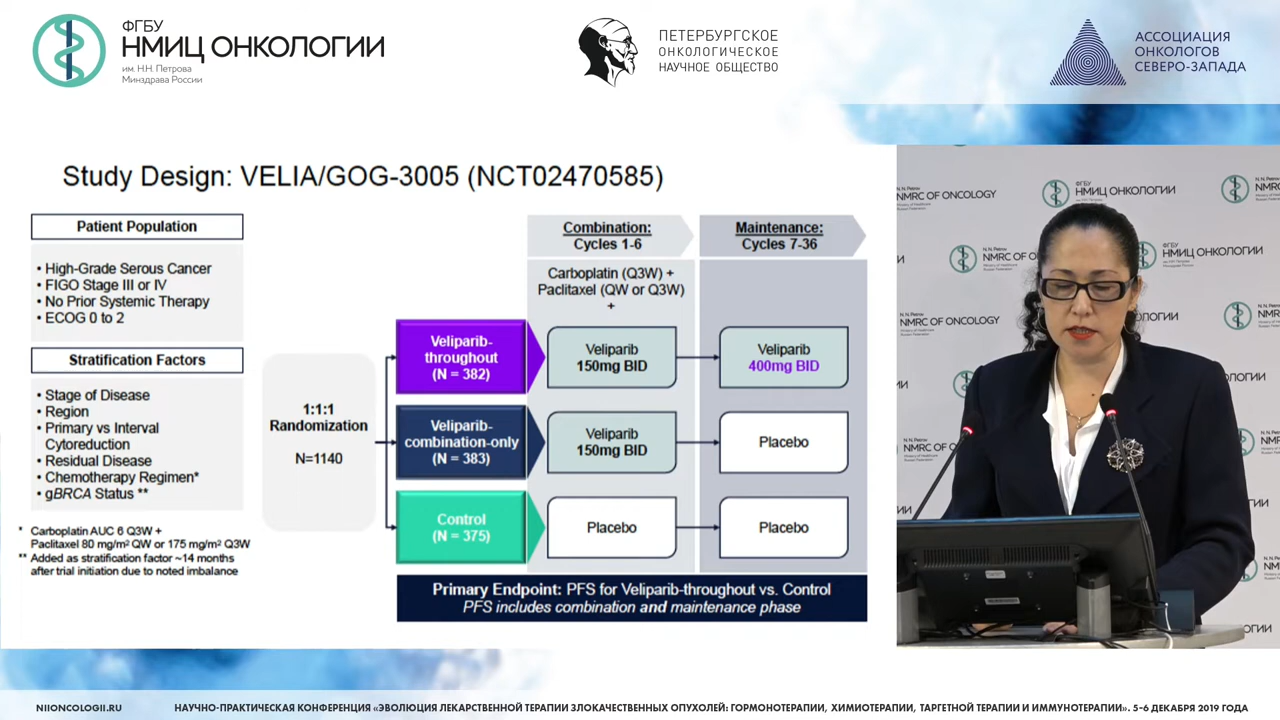 ФГБУ
НМИЦ ОНКОЛОГИИ
им. Н.Н. Петрова
Минздрава России
ПЕТЕРБУРГСКОЕ
ОНКОЛОГИЧЕСКОЕ
НАУЧНОЕ ОБЩЕСТВО
АССОЦИАЦИЯ
ОНКОЛОГОВ
СЕВЕРО-ЗАПАДА
Study Design: VELIA/GOG-3005 (NCT02470585)
Patient Population
• High-Grade Serous Cancer
• FIGO Stage III or IV
• No Prior Systemic Therapy
• ECOG 0 to 2
Stratification Factors
• Stage of Disease
• Region
• Primary vs Interval
Cytoreduction
• Residual Disease
• Chemotherapy Regimen*
• gBRCA Status **
* Carboplatin AUC 6 Q3W +
Paclitaxel 80 mg/m² QW or 175 mg/m² Q3W
** Added as stratification factor ~14 months
after trial initiation due to noted imbalance
1:1:1
Randomization
N=1140
Combination:
Cycles 1-6
Maintenance:
Cycles 7-36
Carboplatin (Q3W) +
Paclitaxel (QW or Q3W)
+
Veliparib-
throughout
(N = 382)
Veliparib
150mg BID
Veliparib
400mg BID
Veliparib-
combination-only
(N = 383)
Veliparib
150mg BID
Placebo
Control
(N = 375)
Placebo
Placebo
Primary Endpoint: PFS for Veliparib-throughout vs. Control
PFS includes combination and maintenance phase
N.N. Petrov
NMRC OF ONCOLOGY
ФГБУ
НМИЦ ОНКОЛОГИИ
NIIONCOLOGII.RU
НАУЧНО-ПРАКТИЧЕСКАЯ КОНФЕРЕНЦИЯ «ЭВОЛЮЦИЯ ЛЕКАРСТВЕННОЙ ТЕРАПИИ ЗЛОКАЧЕСТВЕННЫХ ОПУХОЛЕЙ: ГОРМОНОТЕРАПИИ, ХИМИОТЕРАПИИ, ТАРГЕТНОЙ ТЕРАПИИ И ИММУНОТЕРАПИИ». 5-6 ДЕКАБРЯ 2019 ГОДА